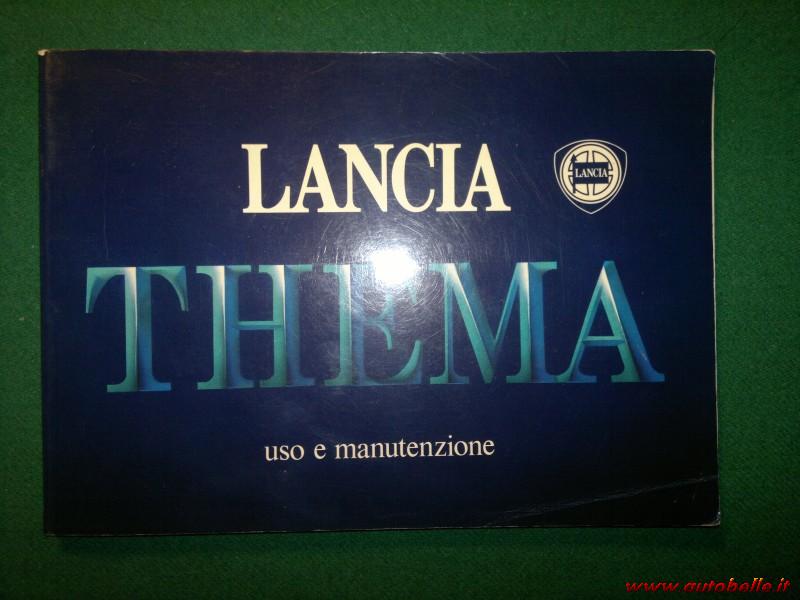 LANCIA
LANCIA
THEMA
uso e manutenzione
www.autobelle.it